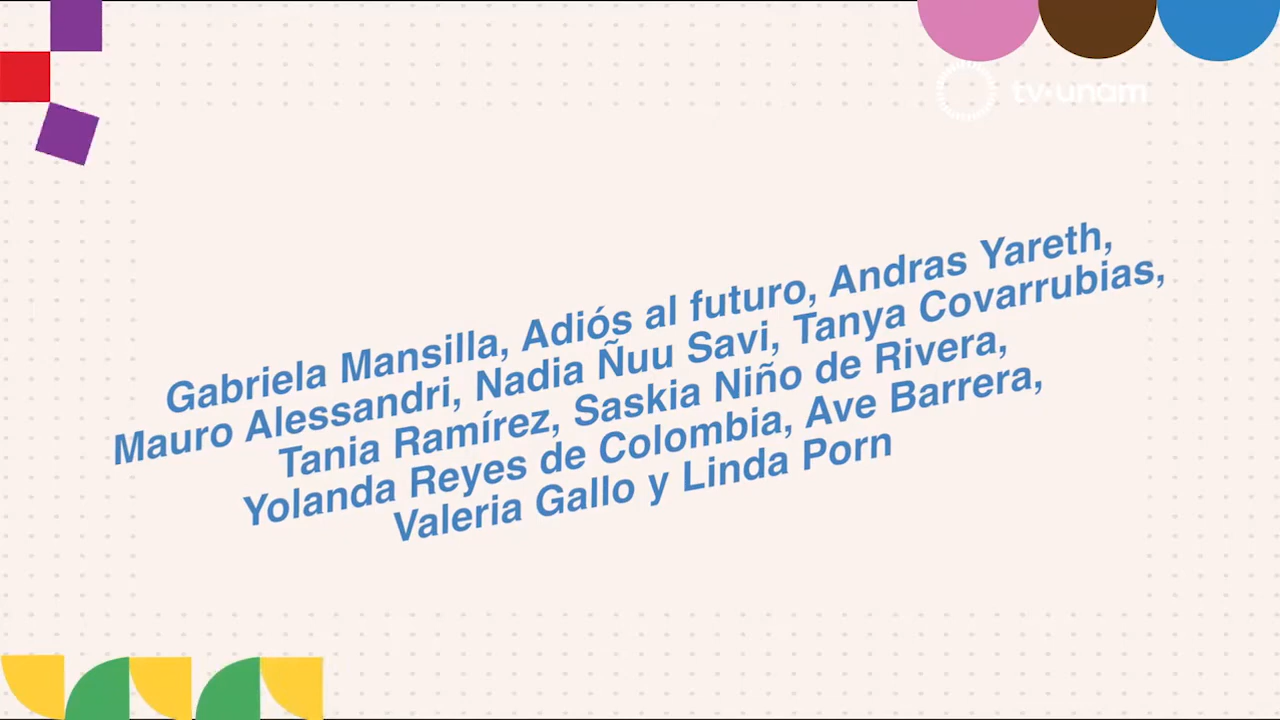 tv·unam
Gabriela Mansilla, Adiós al futuro, Andras Yareth,
Mauro Alessandri, Nadia Ñuu Savi, Tanya Covarrubias,
Tania Ramírez, Saskia Niño de Rivera,
Yolanda Reyes de Colombia, Ave Barrera,
Valeria Gallo y Linda Porn